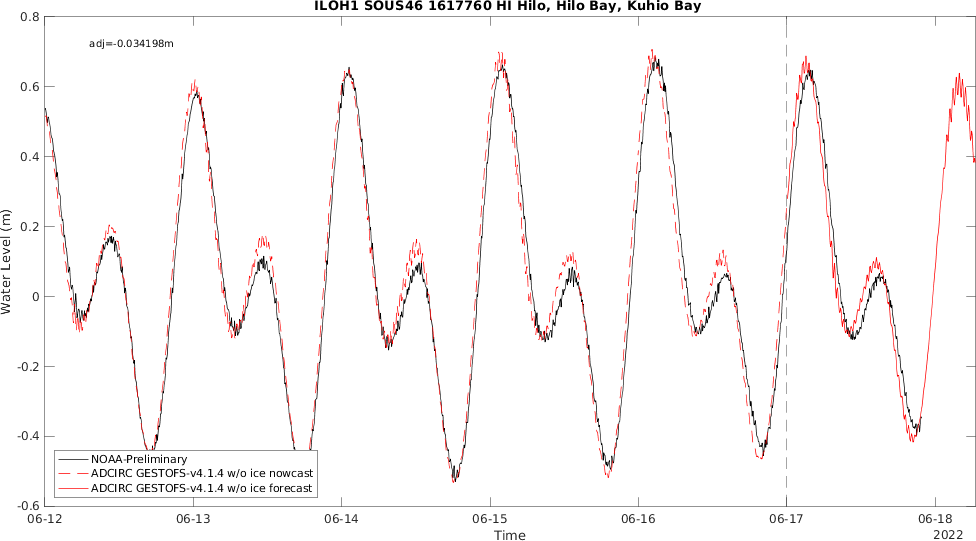 ILOH1 SOUS46 1617760 HI Hilo, Hilo Bay, Kuhio Bay
adj=-0.034198m
0.8
0.6
0.4
0.2
0
-0.2
-0.4
-0.6
Water Level (m)
NOAA-Preliminary
ADCIRC GESTOFS-v4.1.4 w/o ice nowcast
ADCIRC GESTOFS-v4.1.4 w/o ice forecast
06-12 06-13 06-14 06-15 06-16 06-17 06-18
Time
2022